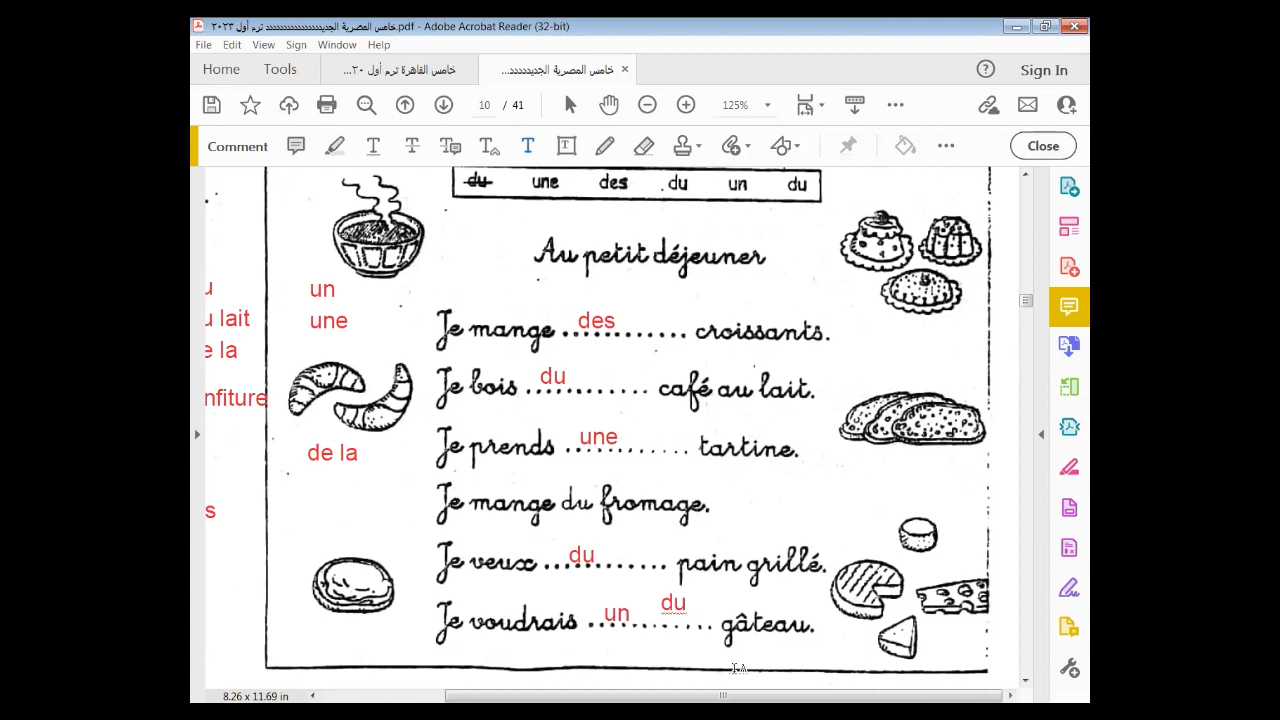 خامس المصرية الجديدددددددددددددددد ترم أول ٢٠٢٣.pdf - Adobe Acrobat Reader (32-bit)
File Edit View Sign Window Help
Home Tools خامس القاهرة ترم أول ٢٠... خامس المصرية الجديددددد... × Sign In
10 / 41 125%
Comment Close
du une des du un du
Au petit déjeuner
un
une
u lait
e la
nfiture
de la
s
Je mange des croissants.
Je bois du café au lait.
Je prends une tartine.
Je mange du fromage.
Je veux du pain grillé.
Je voudrais un du gâteau.
8.26 x 11.69 in